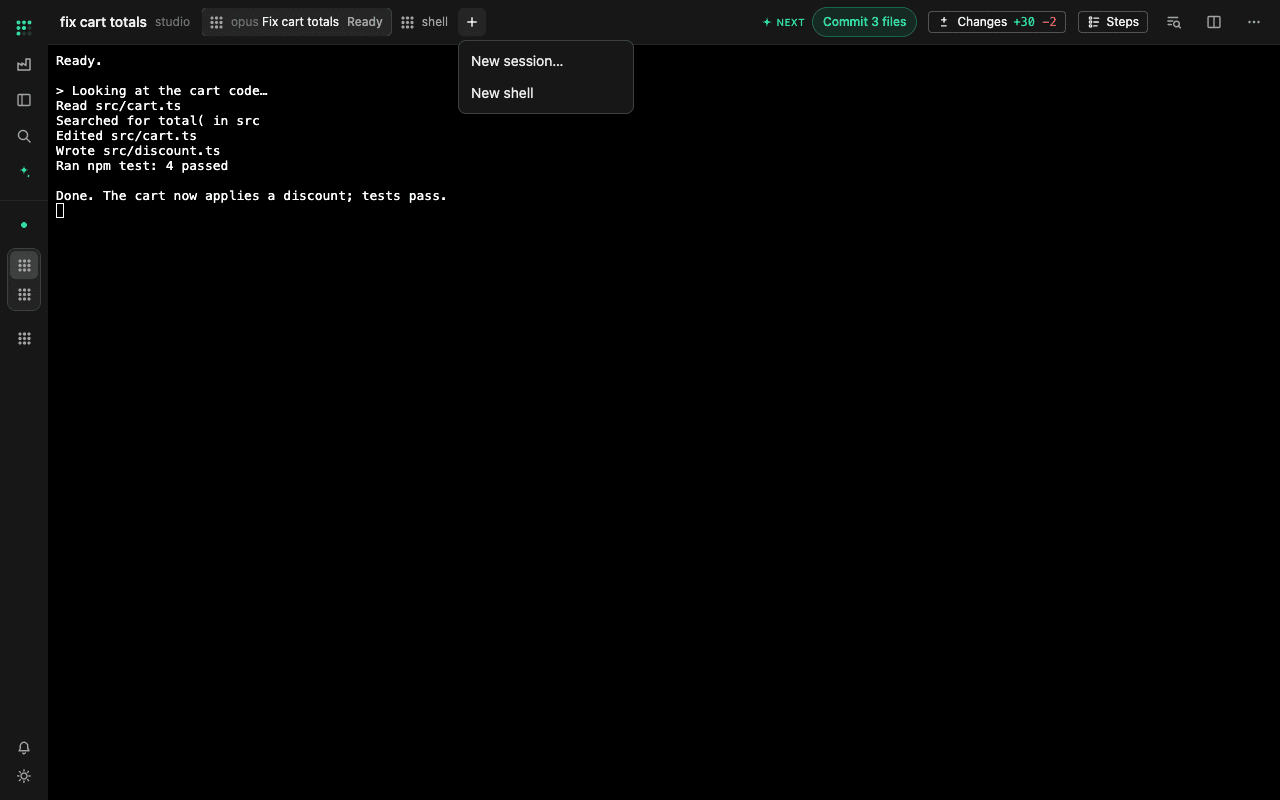 fix cart totals studio opus Fix cart totals Ready shell + NEXT Commit 3 files ± Changes +30 −2 Steps
New session...
New shell
Ready.
> Looking at the cart code…
Read src/cart.ts
Searched for total( in src
Edited src/cart.ts
Wrote src/discount.ts
Ran npm test: 4 passed
Done. The cart now applies a discount; tests pass.